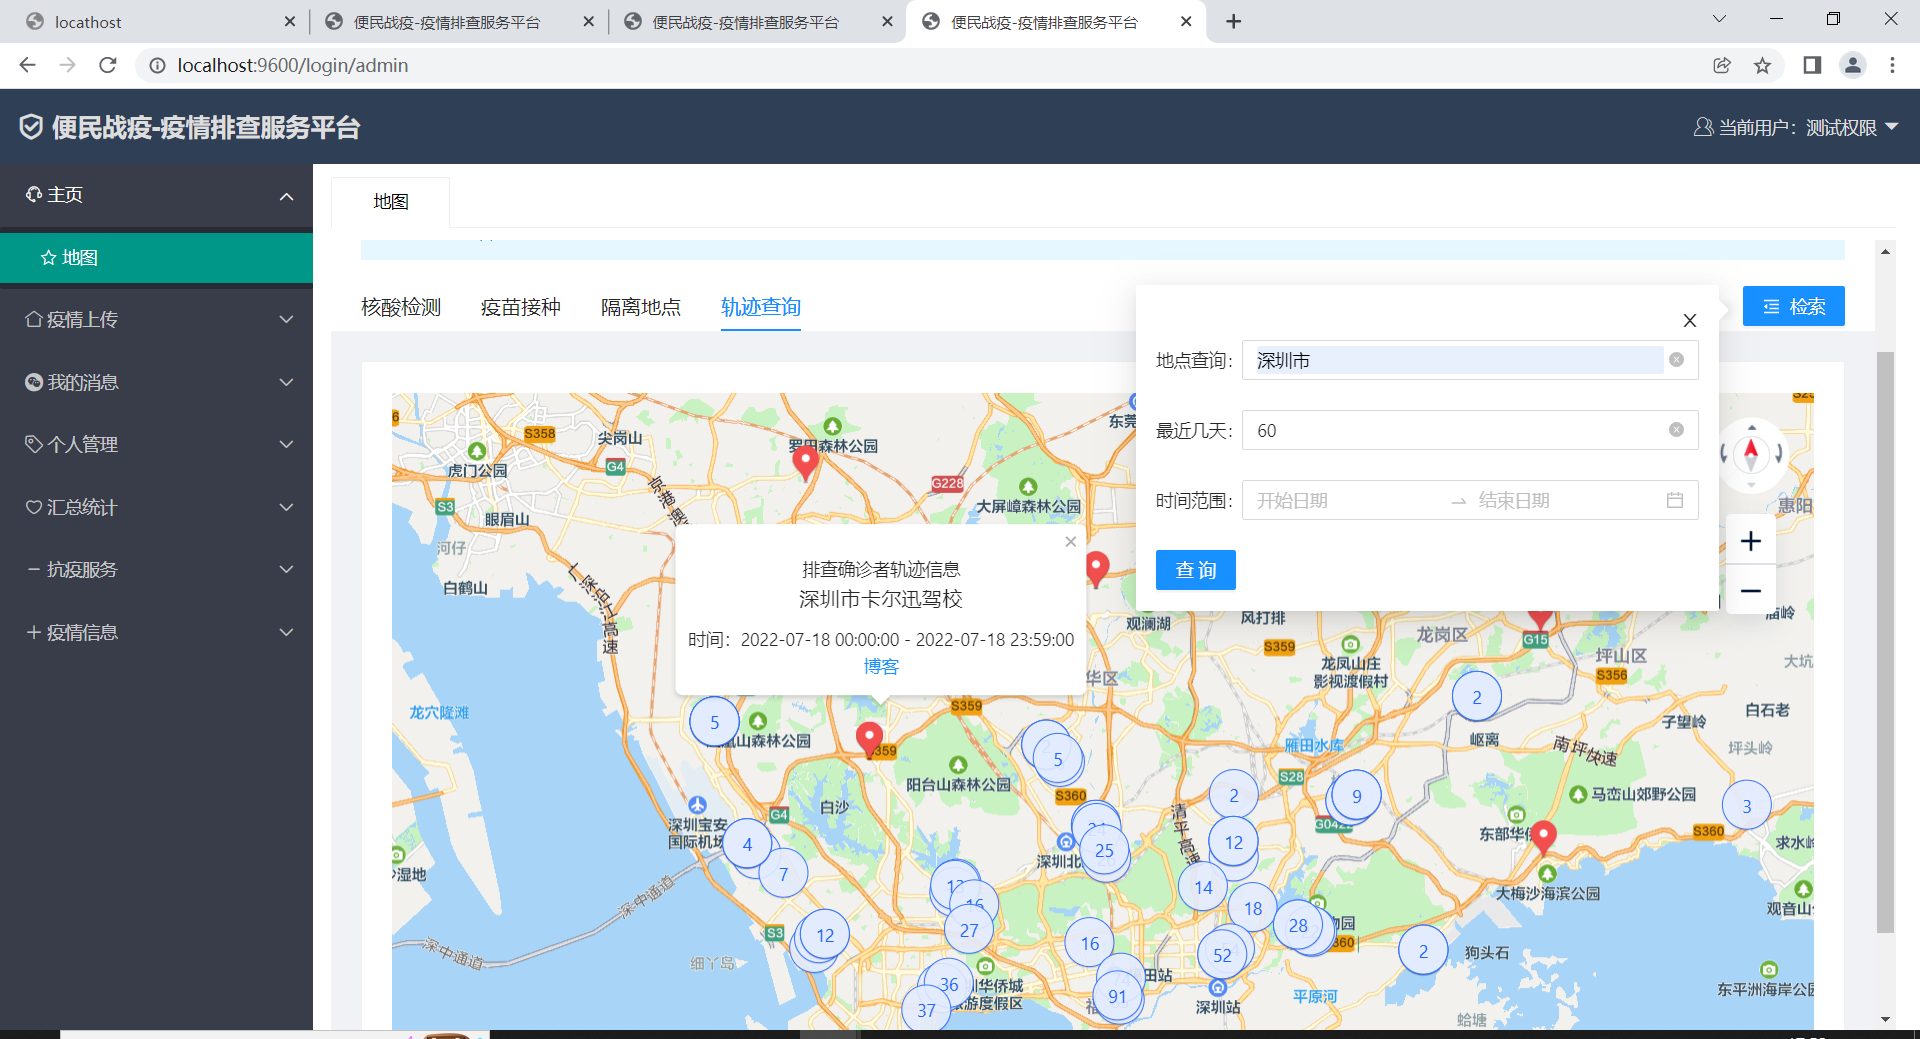 locathost
便民战疫-疫情排查服务平台
便民战疫-疫情排查服务平台
便民战疫-疫情排查服务平台
localhost:9600/login/admin
便民战疫-疫情排查服务平台
当前用户：测试权限
主页
地图
疫情上传
我的消息
个人管理
汇总统计
抗疫服务
疫情信息
地图
核酸检测
疫苗接种
隔离地点
轨迹查询
检索
地点查询：
深圳市
最近几天：
60
时间范围：
开始日期
结束日期
查 询
排查确诊者轨迹信息
深圳市卡尔迅驾校
时间：2022-07-18 00:00:00 - 2022-07-18 23:59:00
博客
S358
尖岗山
罗田森林公园
东莞
虎门公园
G4
京港澳
G228
大屏嶂森林公园
S3
眼眉山
河仔
白鹤山
广深沿江高速
惠阳
观澜湖
风打排
S359
龙岗区
G15
坪山区
S356
大坑
庙岭
华区
龙凤山庄
影视渡假村
龙穴隆滩
5
S359
2
白石老
子望岭
坪头岭
山森林公园
359
5
雁田水库
岖离
南坪快速
阳台山森林公园
S360
S28
2
9
马峦山郊野公园
3
白沙
G4
清平高速
深圳宝安
国际机场
4
7
深圳北
25
12
东部华侨
S360
求水岭
沙湿地
14
18
大梅沙海滨公园
观音山
深中通道
27
16
28
物园
360
S3
12
52
2
狗头石
深中通道
细丫岛
36
圳华侨城
旅游度假区
37
91
田站
福
深圳站
平原河
蛤塘
东平洲海岸公园